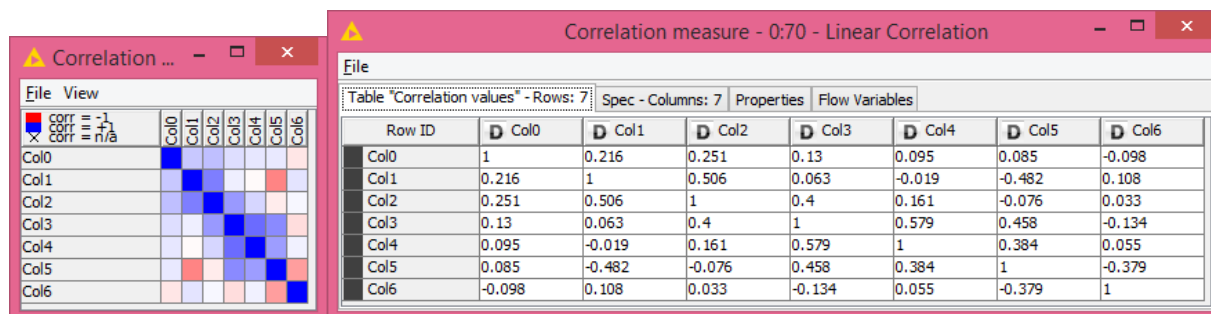 Correlation ...
File View
corr = -1
corr = +1
corr = n/a
Col0 Col1 Col2 Col3 Col4 Col5 Col6
Col0
Col1
Col2
Col3
Col4
Col5
Col6
Correlation measure - 0:70 - Linear Correlation
File
Table "Correlation values" - Rows: 7 Spec - Columns: 7 Properties Flow Variables
Row ID D Col0 D Col1 D Col2 D Col3 D Col4 D Col5 D Col6
Col0 1 0.216 0.251 0.13 0.095 0.085 -0.098
Col1 0.216 1 0.506 0.063 -0.019 -0.482 0.108
Col2 0.251 0.506 1 0.4 0.161 -0.076 0.033
Col3 0.13 0.063 0.4 1 0.579 0.458 -0.134
Col4 0.095 -0.019 0.161 0.579 1 0.384 0.055
Col5 0.085 -0.482 -0.076 0.458 0.384 1 -0.379
Col6 -0.098 0.108 0.033 -0.134 0.055 -0.379 1